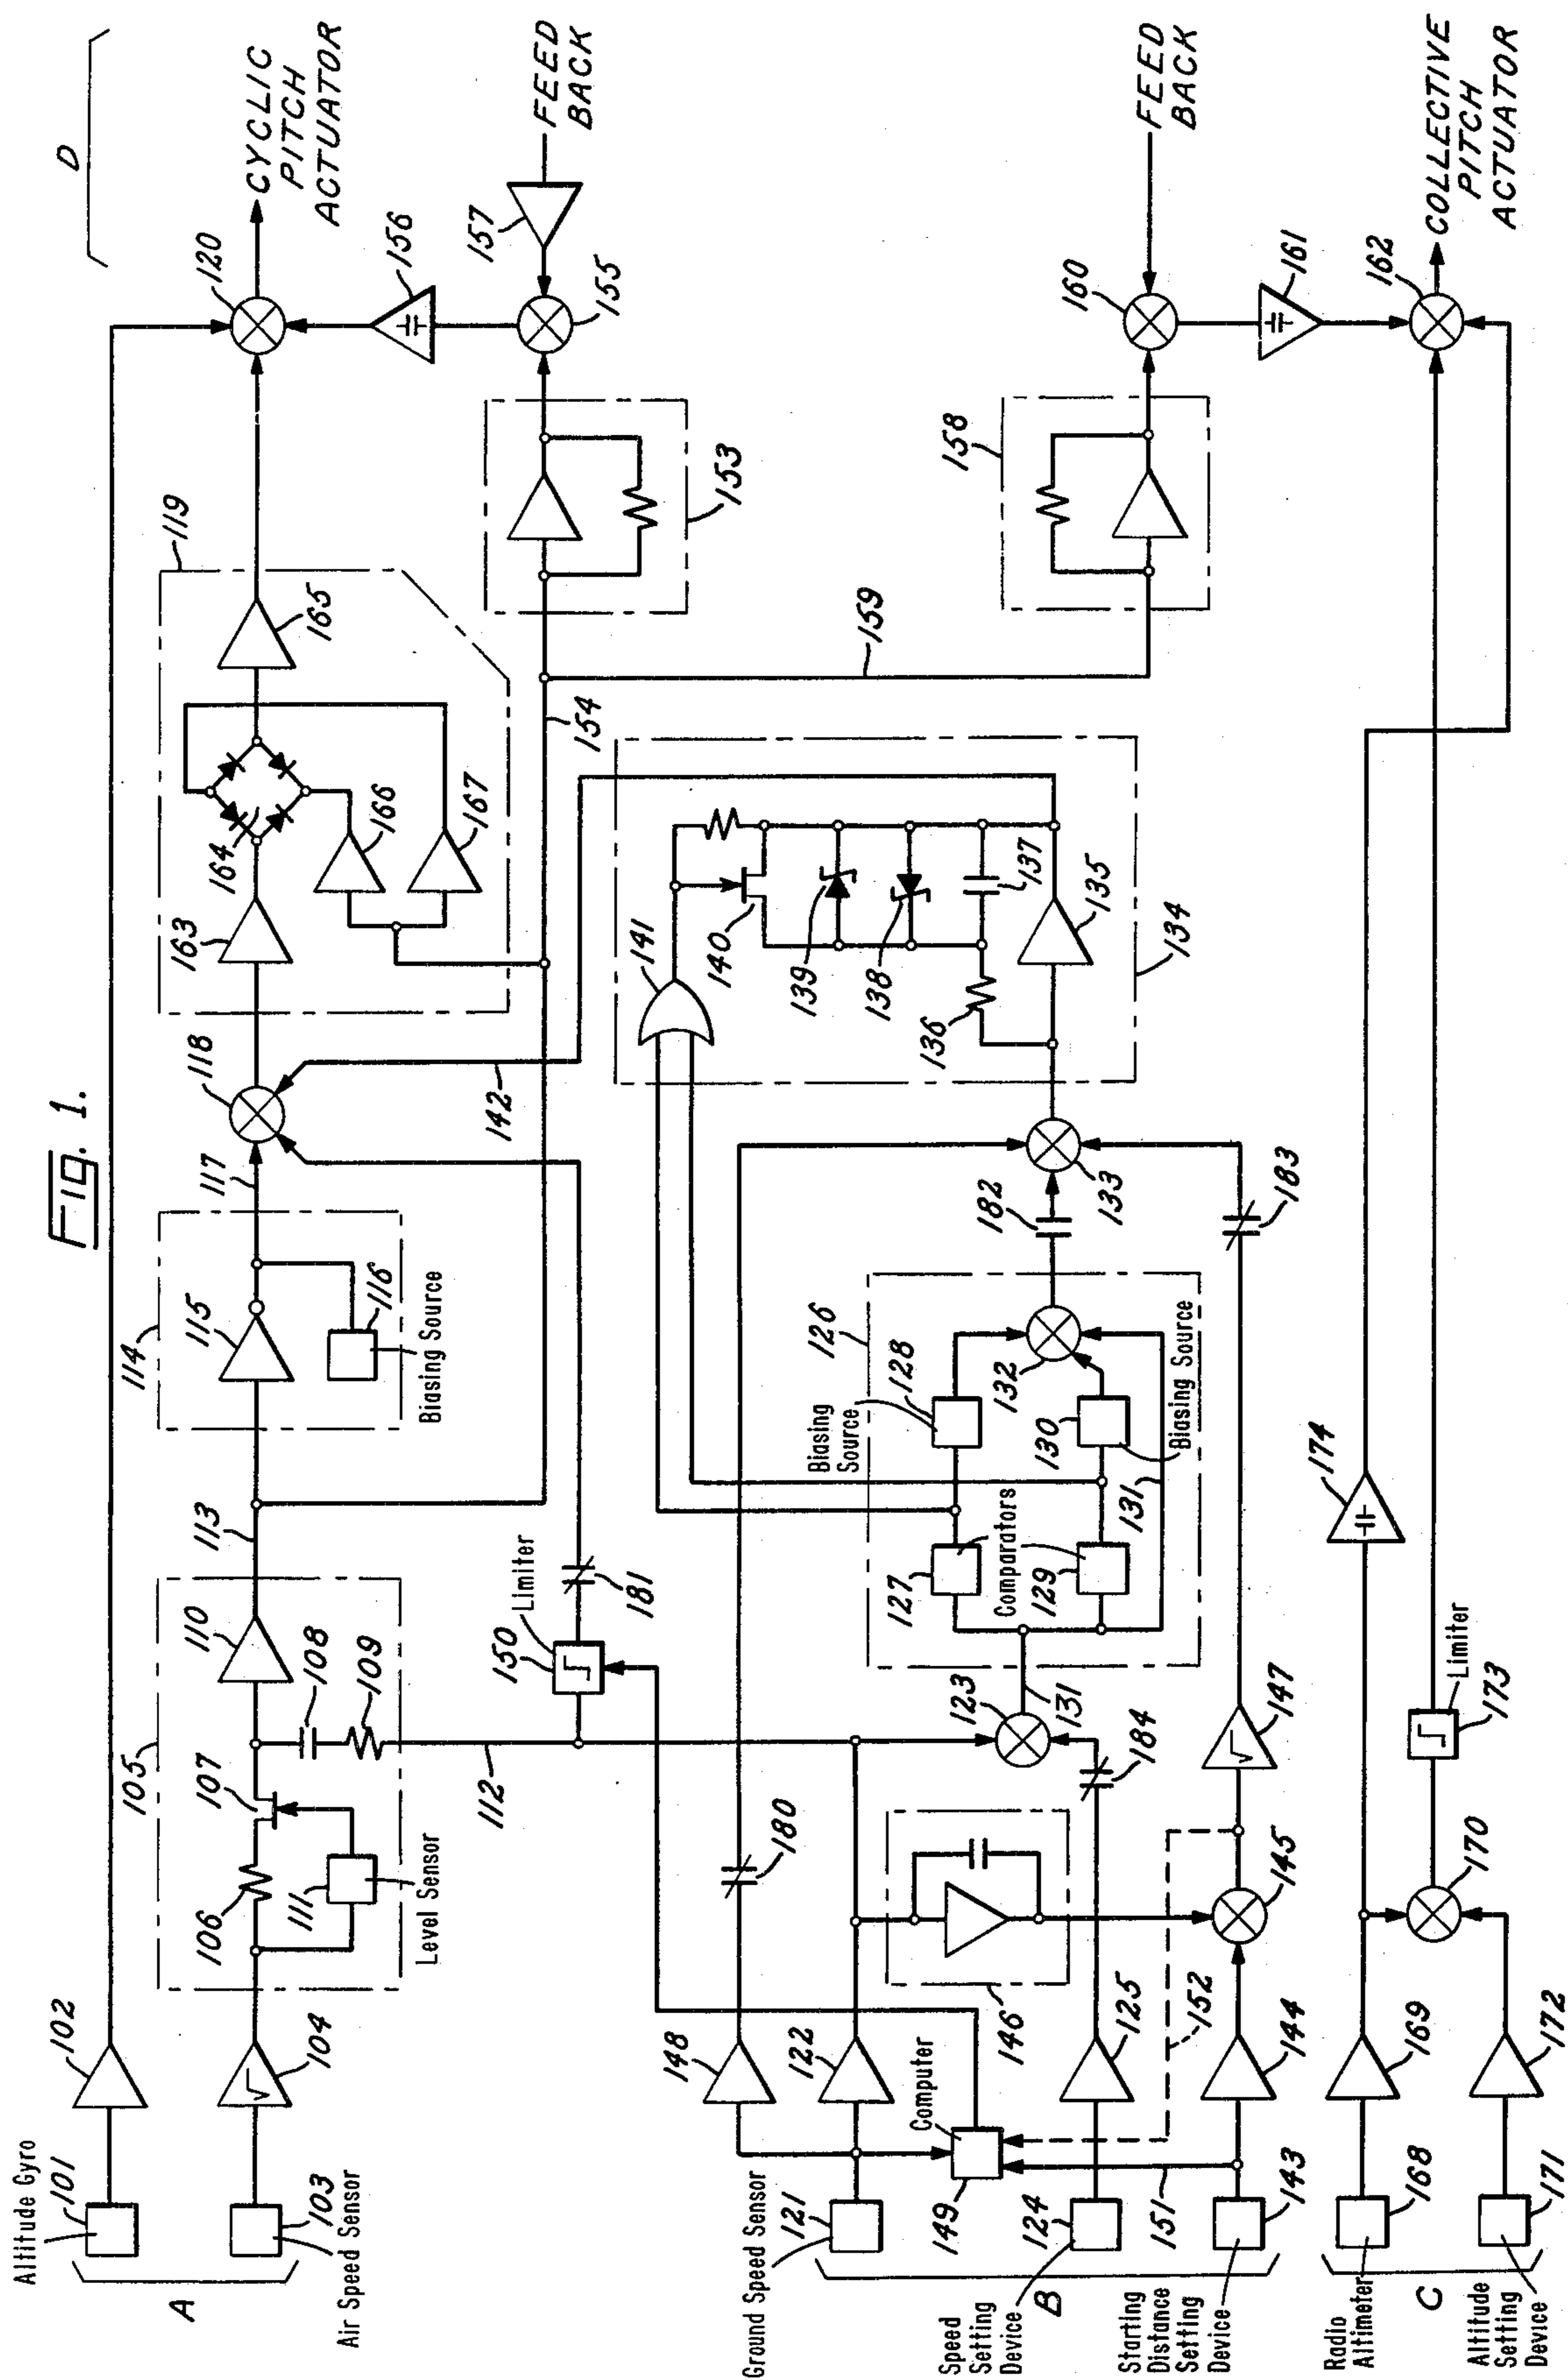 Fig. 1.
D
CYCLIC
PITCH
ACTUATOR
120
102
Altitude Gyro
101
156
157
FEED
BACK
155
119
165
164
163
166
167
153
118
117
114
115
116
Biasing Source
113
105
110
107
108
109
106
111
Level Sensor
104
103
Air Speed Sensor
A
112
142
154
159
158
160
FEED
BACK
161
162
COLLECTIVE
PITCH
ACTUATOR
141
140
139
138
137
136
135
134
133
182
183
181
Limiter
150
180
126
128
Biasing
Source
132
130
Biasing Source
131
127
Comparators
129
123
131
184
147
145
146
152
148
122
Computer
149
125
151
144
Ground Speed Sensor
121
Speed
Setting
Device
124
B
Starting
Distance
Setting
Device
143
174
Limiter
173
170
169
172
Radio
Altimeter
168
C
Altitude
Setting
Device
171